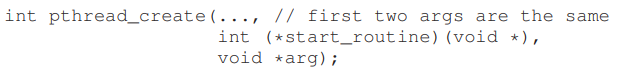 int pthread_create(..., // first two args are the same
int (*start_routine)(void *),
void *arg);